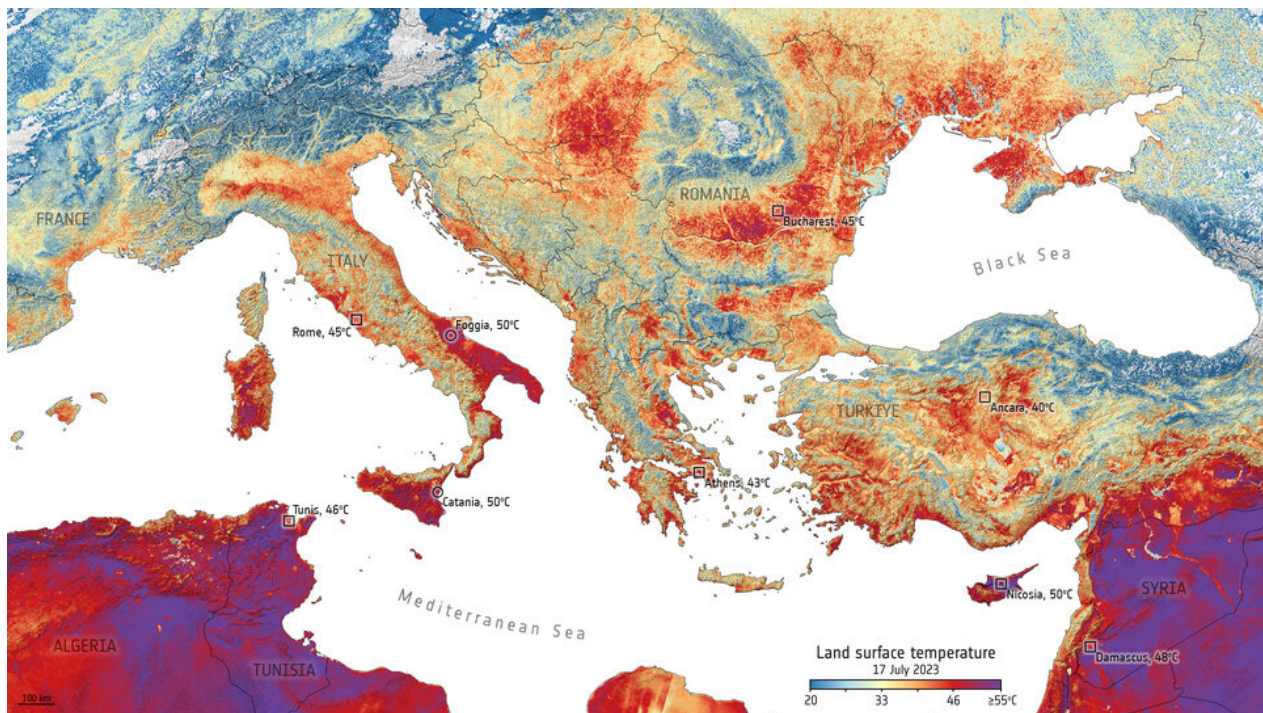 FRANCE
ITALY
ROMANIA
Bucharest, 45°C
Black Sea
Rome, 45°C
Foggia, 50°C
TÜRKIYE
Ancara, 40°C
Athens, 43°C
Catania, 50°C
Tunis, 46°C
Mediterranean Sea
Nicosia, 50°C
SYRIA
ALGERIA
TUNISIA
Damascus, 48°C
Land surface temperature
17 July 2023
20 33 46 ≥55°C
100 km